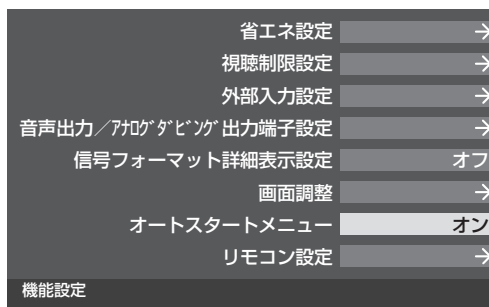 省エネ設定 →
視聴制限設定 →
外部入力設定 →
音声出力／ｱﾅﾛｸﾞﾀﾞﾋﾞﾝｸﾞ出力端子設定 →
信号フォーマット詳細表示設定 オフ
画面調整 →
オートスタートメニュー オン
リモコン設定 →
機能設定